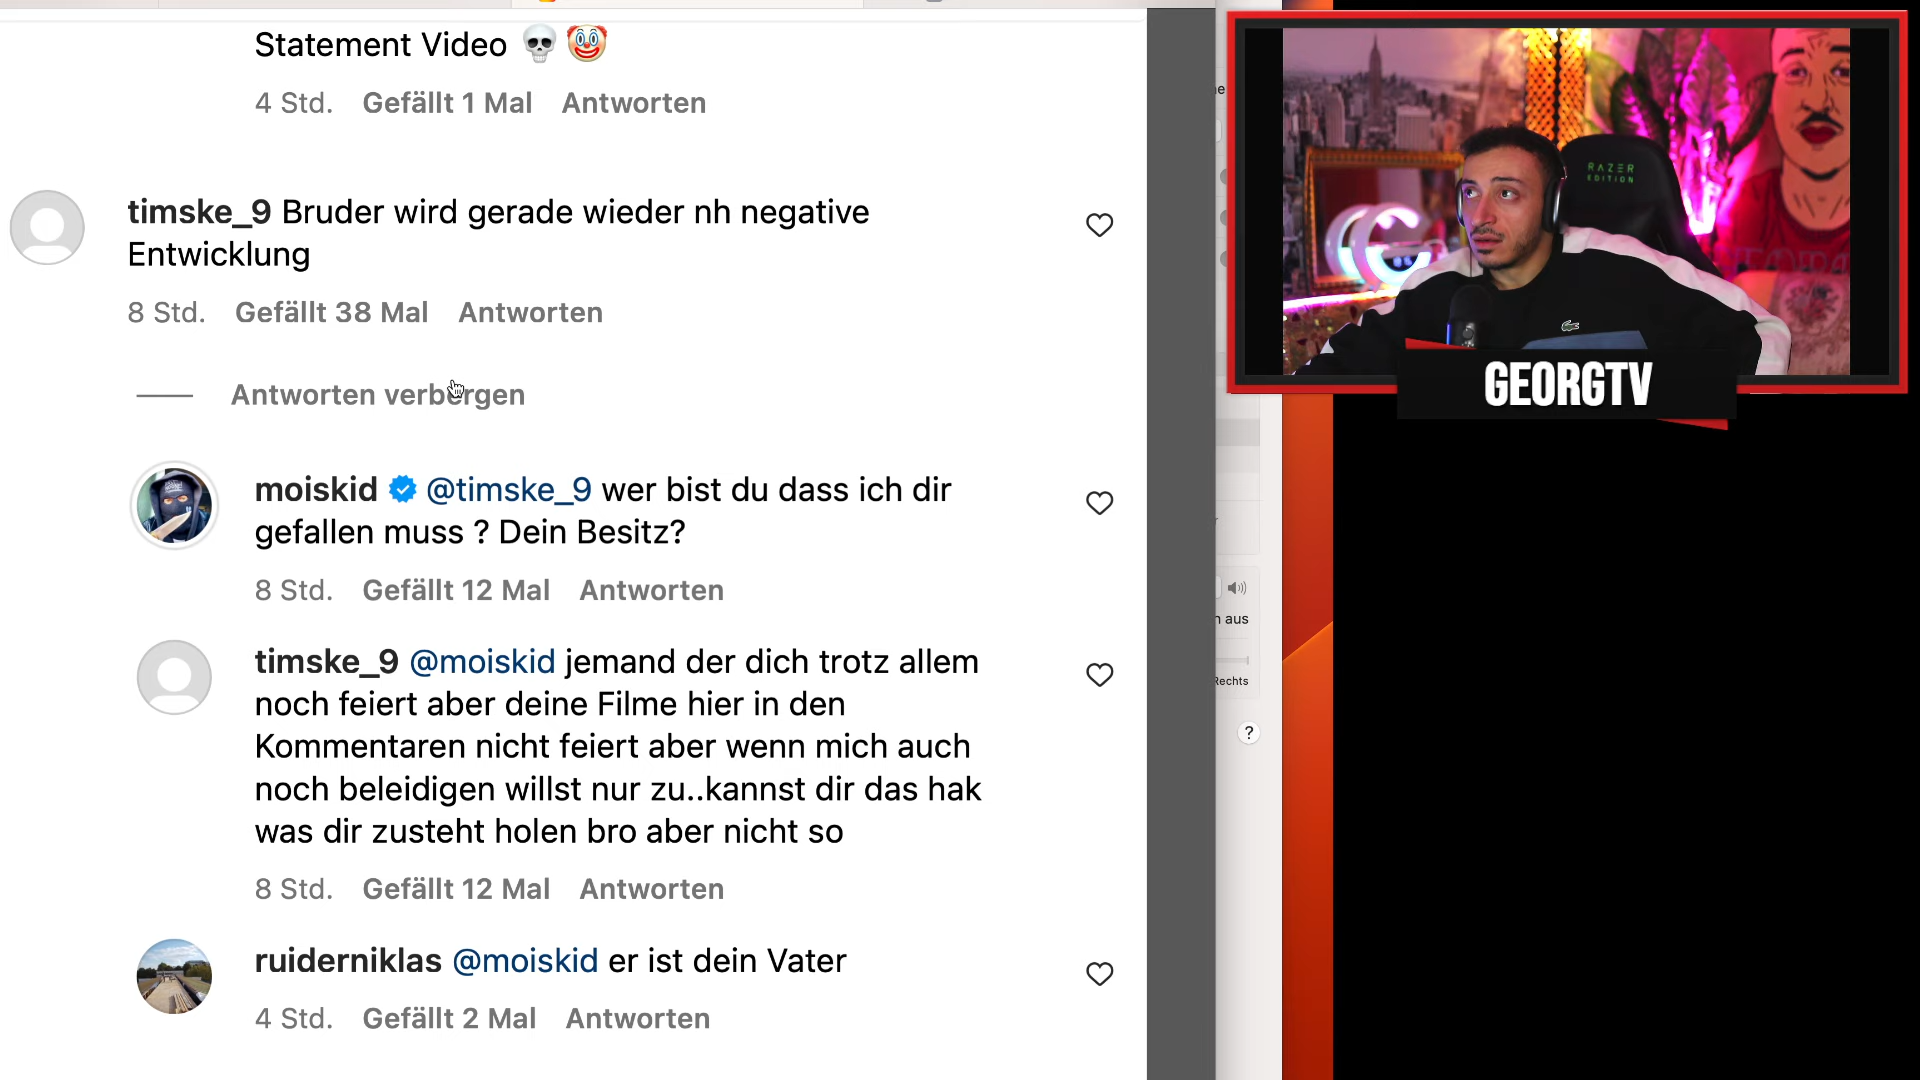 Statement Video 💀🤡
4 Std. Gefällt 1 Mal Antworten
timske_9 Bruder wird gerade wieder nh negative
Entwicklung
8 Std. Gefällt 38 Mal Antworten
Antworten verbergen
moiskid @timske_9 wer bist du dass ich dir
gefallen muss ? Dein Besitz?
8 Std. Gefällt 12 Mal Antworten
timske_9 @moiskid jemand der dich trotz allem
noch feiert aber deine Filme hier in den
Kommentaren nicht feiert aber wenn mich auch
noch beleidigen willst nur zu..kannst dir das hak
was dir zusteht holen bro aber nicht so
8 Std. Gefällt 12 Mal Antworten
ruiderniklas @moiskid er ist dein Vater
4 Std. Gefällt 2 Mal Antworten
RAZER
EDITION
GEORGTV
aus
Rechts
?